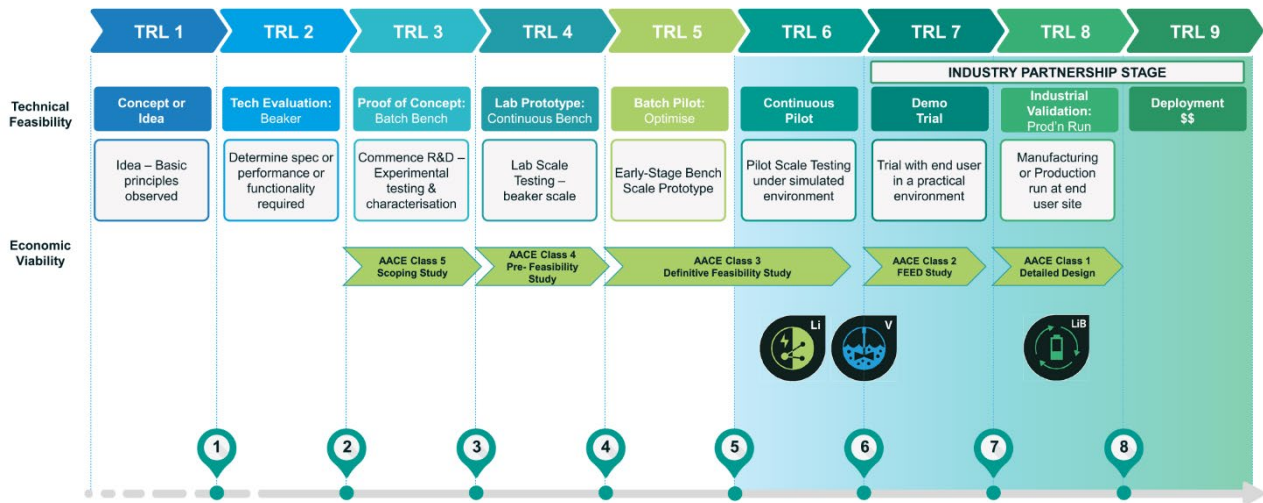 TRL 1
TRL 2
TRL 3
TRL 4
TRL 5
TRL 6
TRL 7
TRL 8
TRL 9
INDUSTRY PARTNERSHIP STAGE
Technical
Feasibility
Concept or
Idea
Tech Evaluation:
Beaker
Proof of Concept:
Batch Bench
Lab Prototype:
Continuous Bench
Batch Pilot:
Optimise
Continuous
Pilot
Demo
Trial
Industrial
Validation:
Prod'n Run
Deployment
$$
Idea – Basic
principles
observed
Determine spec or
performance or
functionality
required
Commence R&D –
Experimental
testing &
characterisation
Lab Scale
Testing –
beaker scale
Early-Stage Bench
Scale Prototype
Pilot Scale Testing
under simulated
environment
Trial with end user
in a practical
environment
Manufacturing
or Production
run at end
user site
Economic
Viability
AACE Class 5
Scoping Study
AACE Class 4
Pre- Feasibility
Study
AACE Class 3
Definitive Feasibility Study
AACE Class 2
FEED Study
AACE Class 1
Detailed Design
Li
V
LiB
1
2
3
4
5
6
7
8